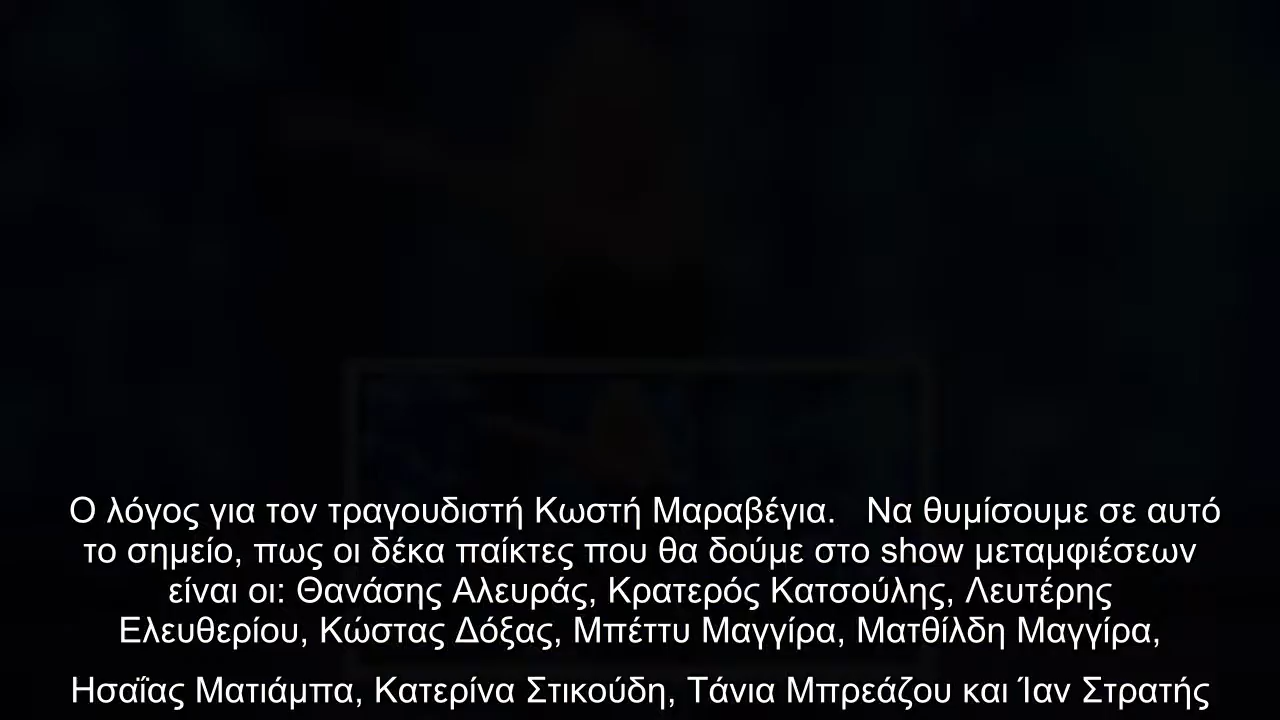 Ο λόγος για τον τραγουδιστή Κωστή Μαραβέγια.   Να θυμίσουμε σε αυτό
το σημείο, πως οι δέκα παίκτες που θα δούμε στο show μεταμφιέσεων
είναι οι: Θανάσης Αλευράς, Κρατερός Κατσούλης, Λευτέρης
Ελευθερίου, Κώστας Δόξας, Μπέττυ Μαγγίρα, Ματθίλδη Μαγγίρα,
Ησαΐας Ματιάμπα, Κατερίνα Στικούδη, Τάνια Μπρεάζου και Ίαν Στρατής